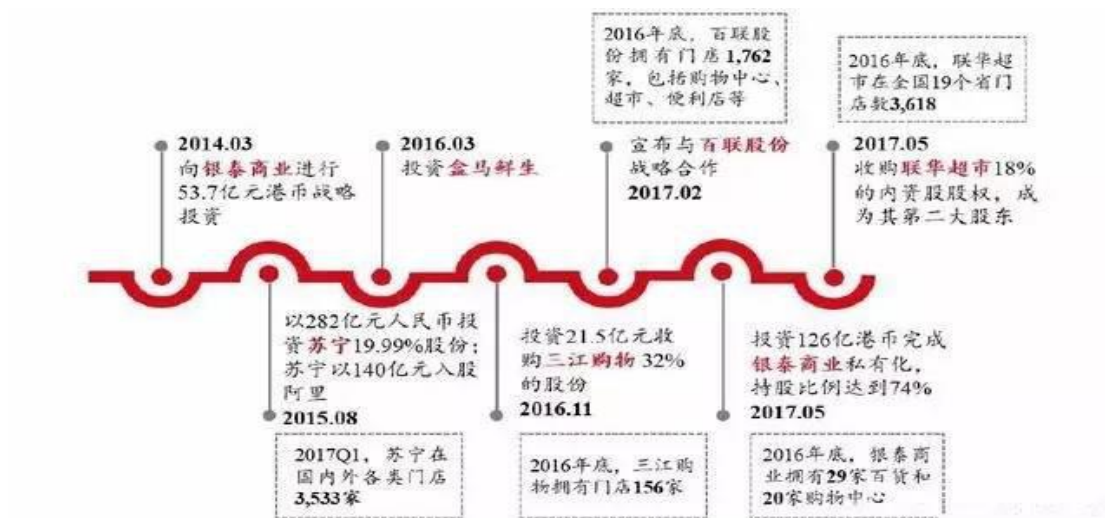 2014.03
向银泰商业进行
53.7亿元港币战略
投资
以282亿元人民币投
资苏宁19.99%股份;
苏宁以140亿元入股
阿里
2015.08
2017Q1，苏宁在
国内外各类门店
3,533家
2016.03
投资盒马鲜生
投资21.5亿元收
购三江购物 32%
的股份
2016.11
2016年底，三江购
物拥有门店156家
2016年底，百联股
份拥有门店1,762
家，包括购物中心、
超市、便利店等
宣布与百联股份
战略合作
2017.02
投资126亿港币完成
银泰商业私有化，
持股比例达到74%
2017.05
2016年底，银泰商
业拥有29家百货和
20家购物中心
2016年底，联华超
市在全国19个省门
店数3,618
2017.05
收购联华超市18%
的内资股股权，成
为其第二大股东